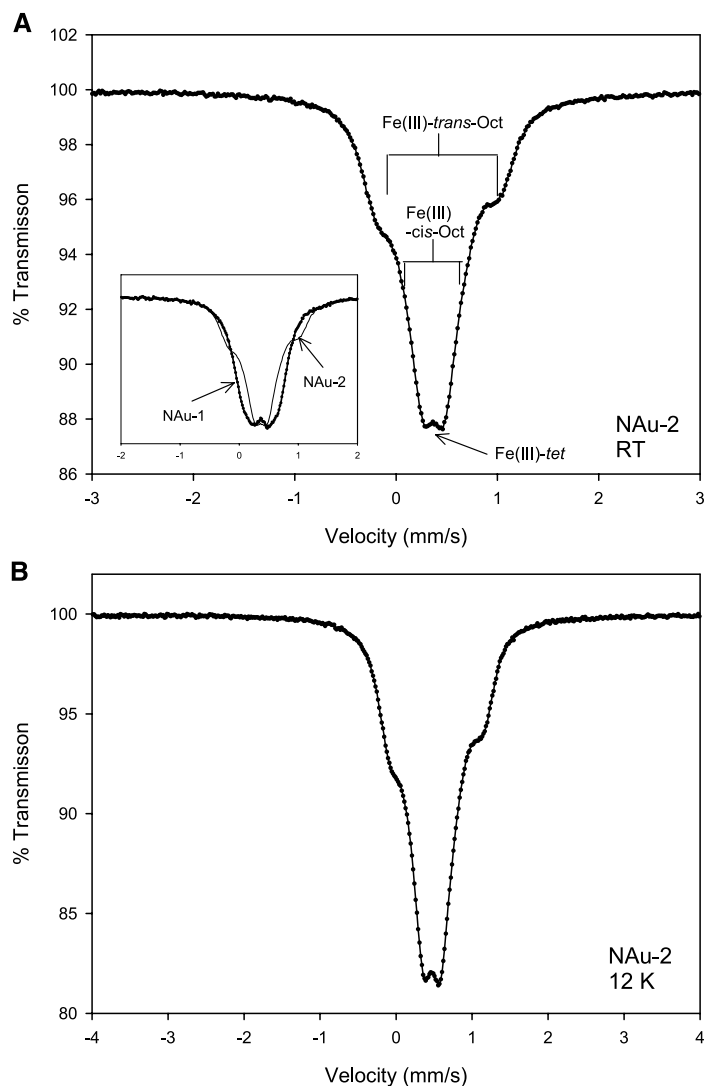 A
102
100
98
96
94
92
90
88
86
% Transmisson
Fe(III)-trans-Oct
Fe(III)
-cis-Oct
NAu-1
NAu-2
-2
-1
0
1
2
Fe(III)-tet
NAu-2
RT
-3
-2
-1
0
1
2
3
Velocity (mm/s)
B
100
95
90
85
80
% Transmisson
NAu-2
12 K
-4
-3
-2
-1
0
1
2
3
4
Velocity (mm/s)